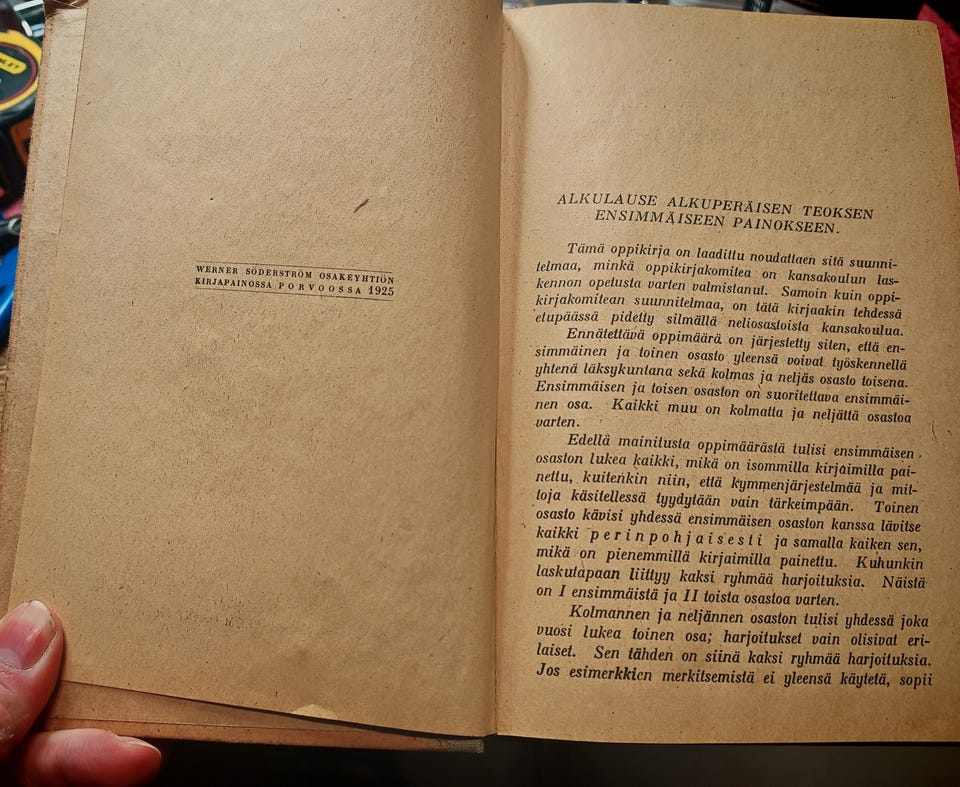 WERNER SÖDERSTRÖM OSAKEYHTIÖN
KIRJAPAINOSSA PORVOOSSA 1925
ALKULAUSE ALKUPERÄISEN TEOKSEN
ENSIMMÄISEEN PAINOKSEEN.
Tämä oppikirja on laadittu noudattaen sitä suunni-
telmaa, minkä oppikirjakomitea on kansakoulun las-
kennon opetusta varten valmistanut. Samoin kuin oppi-
kirjakomitean suunnitelmaa, on tätä kirjaakin tehdessä
etupäässä pidetty silmällä neliosastoista kansakoulua.
Ennätettävä oppimäärä on järjestetty siten, että en-
simmäinen ja toinen osasto yleensä voivat työskennellä
yhtenä läksykuntana sekä kolmas ja neljäs osasto toisena.
Ensimmäisen ja toisen osaston on suoritettava ensimmäi-
nen osa. Kaikki muu on kolmatta ja neljättä osastoa
varten.
Edellä mainitusta oppimäärästä tulisi ensimmäisen
osaston lukea kaikki, mikä on isommilla kirjaimilla pai-
nettu, kuitenkin niin, että kymmenjärjestelmää ja mit-
toja käsitellessä tyydytään vain tärkeimpään. Toinen
osasto kävisi yhdessä ensimmäisen osaston kanssa lävitse
kaikki perinpohjaisesti ja samalla kaiken sen,
mikä on pienemmillä kirjaimilla painettu. Kuhunkin
laskutapaan liittyy kaksi ryhmää harjoituksia. Näistä
on I ensimmäistä ja II toista osastoa varten.
Kolmannen ja neljännen osaston tulisi yhdessä joka
vuosi lukea toinen osa; harjoitukset vain olisivat eri-
laiset. Sen tähden on siinä kaksi ryhmää harjoituksia.
Jos esimerkkien merkitsemistä ei yleensä käytetä, sopii